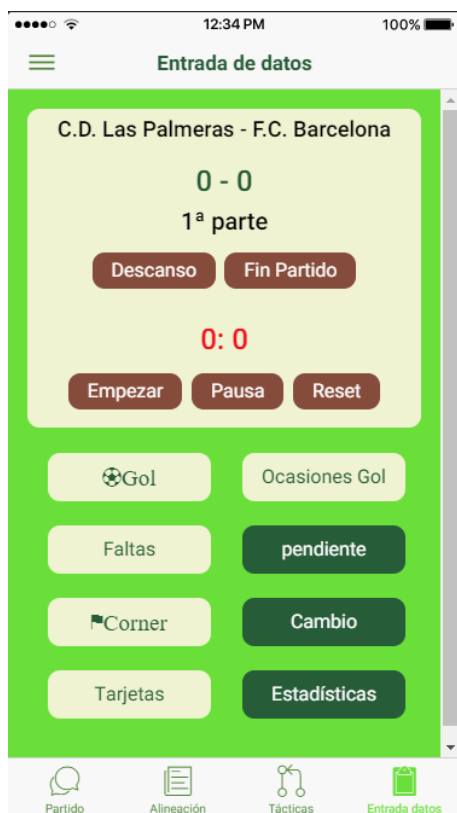 12:34 PM 100%
Entrada de datos
C.D. Las Palmeras - F.C. Barcelona
0 - 0
1ª parte
Descanso Fin Partido
0: 0
Empezar Pausa Reset
Gol Ocasiones Gol
Faltas pendiente
Corner Cambio
Tarjetas Estadísticas
Partido Alineación Tácticas Entrada datos